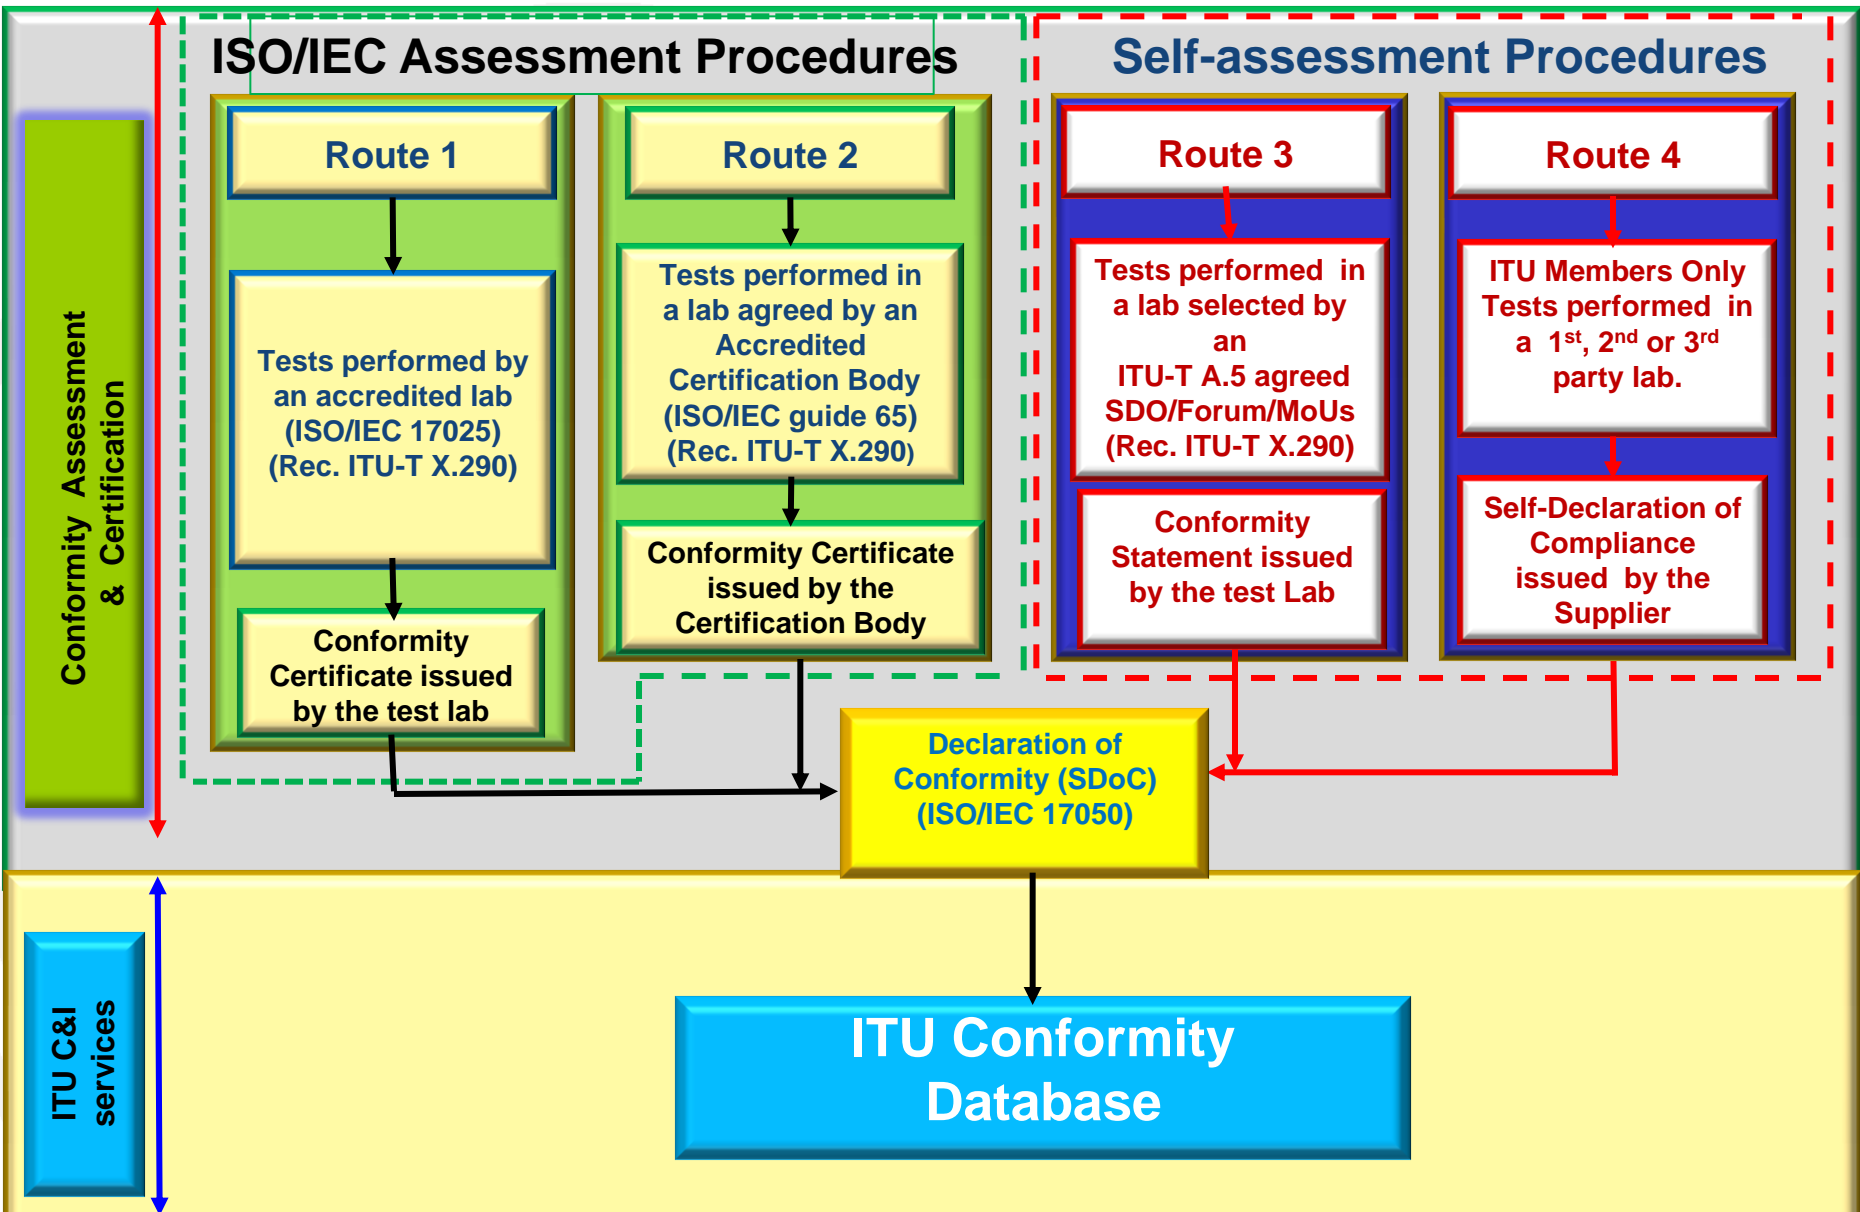 ISO/IEC Assessment Procedures
Self-assessment Procedures
Conformity Assessment
& Certification
Route 1
Tests performed by
an accredited lab
(ISO/IEC 17025)
(Rec. ITU-T X.290)
Conformity
Certificate issued
by the test lab
Route 2
Tests performed in
a lab agreed by an
Accredited
Certification Body
(ISO/IEC guide 65)
(Rec. ITU-T X.290)
Conformity Certificate
issued by the
Certification Body
Route 3
Tests performed in
a lab selected by
an
ITU-T A.5 agreed
SDO/Forum/MoUs
(Rec. ITU-T X.290)
Conformity
Statement issued
by the test Lab
Route 4
ITU Members Only
Tests performed in
a 1st, 2nd or 3rd
party lab.
Self-Declaration of
Compliance
issued by the
Supplier
Declaration of
Conformity (SDoC)
(ISO/IEC 17050)
ITU C&I
services
ITU Conformity
Database